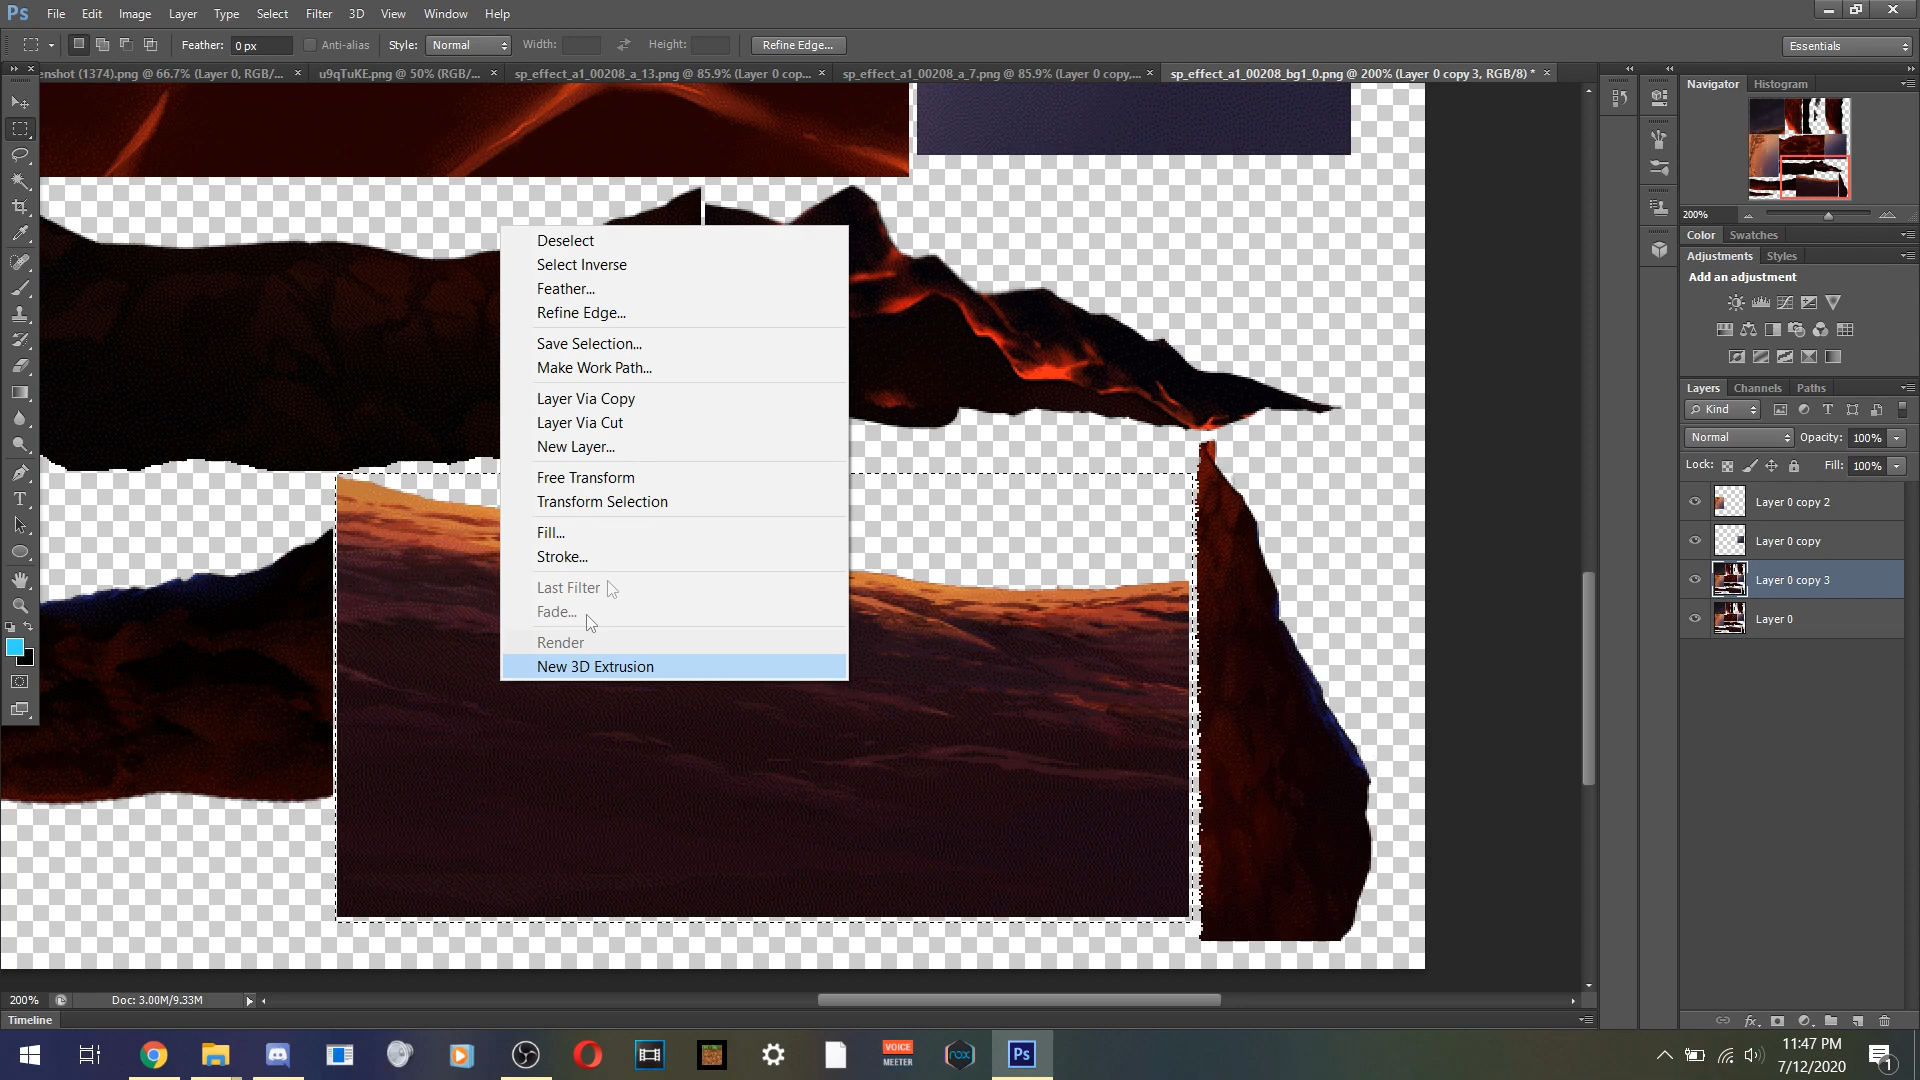 Ps File Edit Image Layer Type Select Filter 3D View Window Help
Feather: 0 px Anti-alias Style: Normal Width: Height: Refine Edge... Essentials
enshot (1374).png @ 66.7% (Layer 0, RGB/... × u9qTuKE.png @ 50% (RGB/... × sp_effect_a1_00208_a_13.png @ 85.9% (Layer 0 cop... × sp_effect_a1_00208_a_7.png @ 85.9% (Layer 0 copy,... × sp_effect_a1_00208_bg1_0.png @ 200% (Layer 0 copy 3, RGB/8) * ×
Navigator Histogram
200%
Color Swatches
Adjustments Styles
Add an adjustment
Layers Channels Paths
Kind
Normal Opacity: 100%
Lock: Fill: 100%
Layer 0 copy 2
Layer 0 copy
Layer 0 copy 3
Layer 0
Deselect
Select Inverse
Feather...
Refine Edge...
Save Selection...
Make Work Path...
Layer Via Copy
Layer Via Cut
New Layer...
Free Transform
Transform Selection
Fill...
Stroke...
Last Filter
Fade...
Render
New 3D Extrusion
200% Doc: 3.00M/9.33M
Timeline
VOICE
MEETER
nox
Ps
11:47 PM
7/12/2020
1